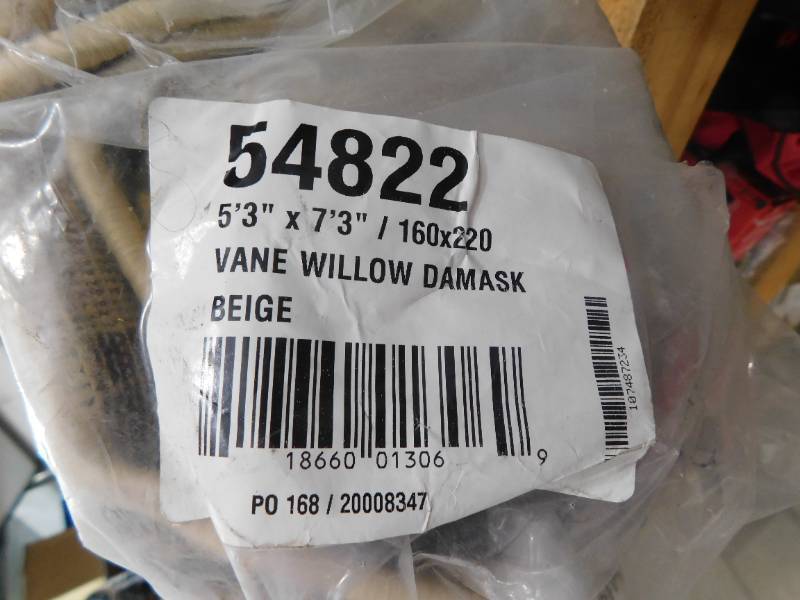 54822
5'3" x 7'3" / 160x220
VANE WILLOW DAMASK
BEIGE
18660 01306 9
107487234
PO 168 / 20008347